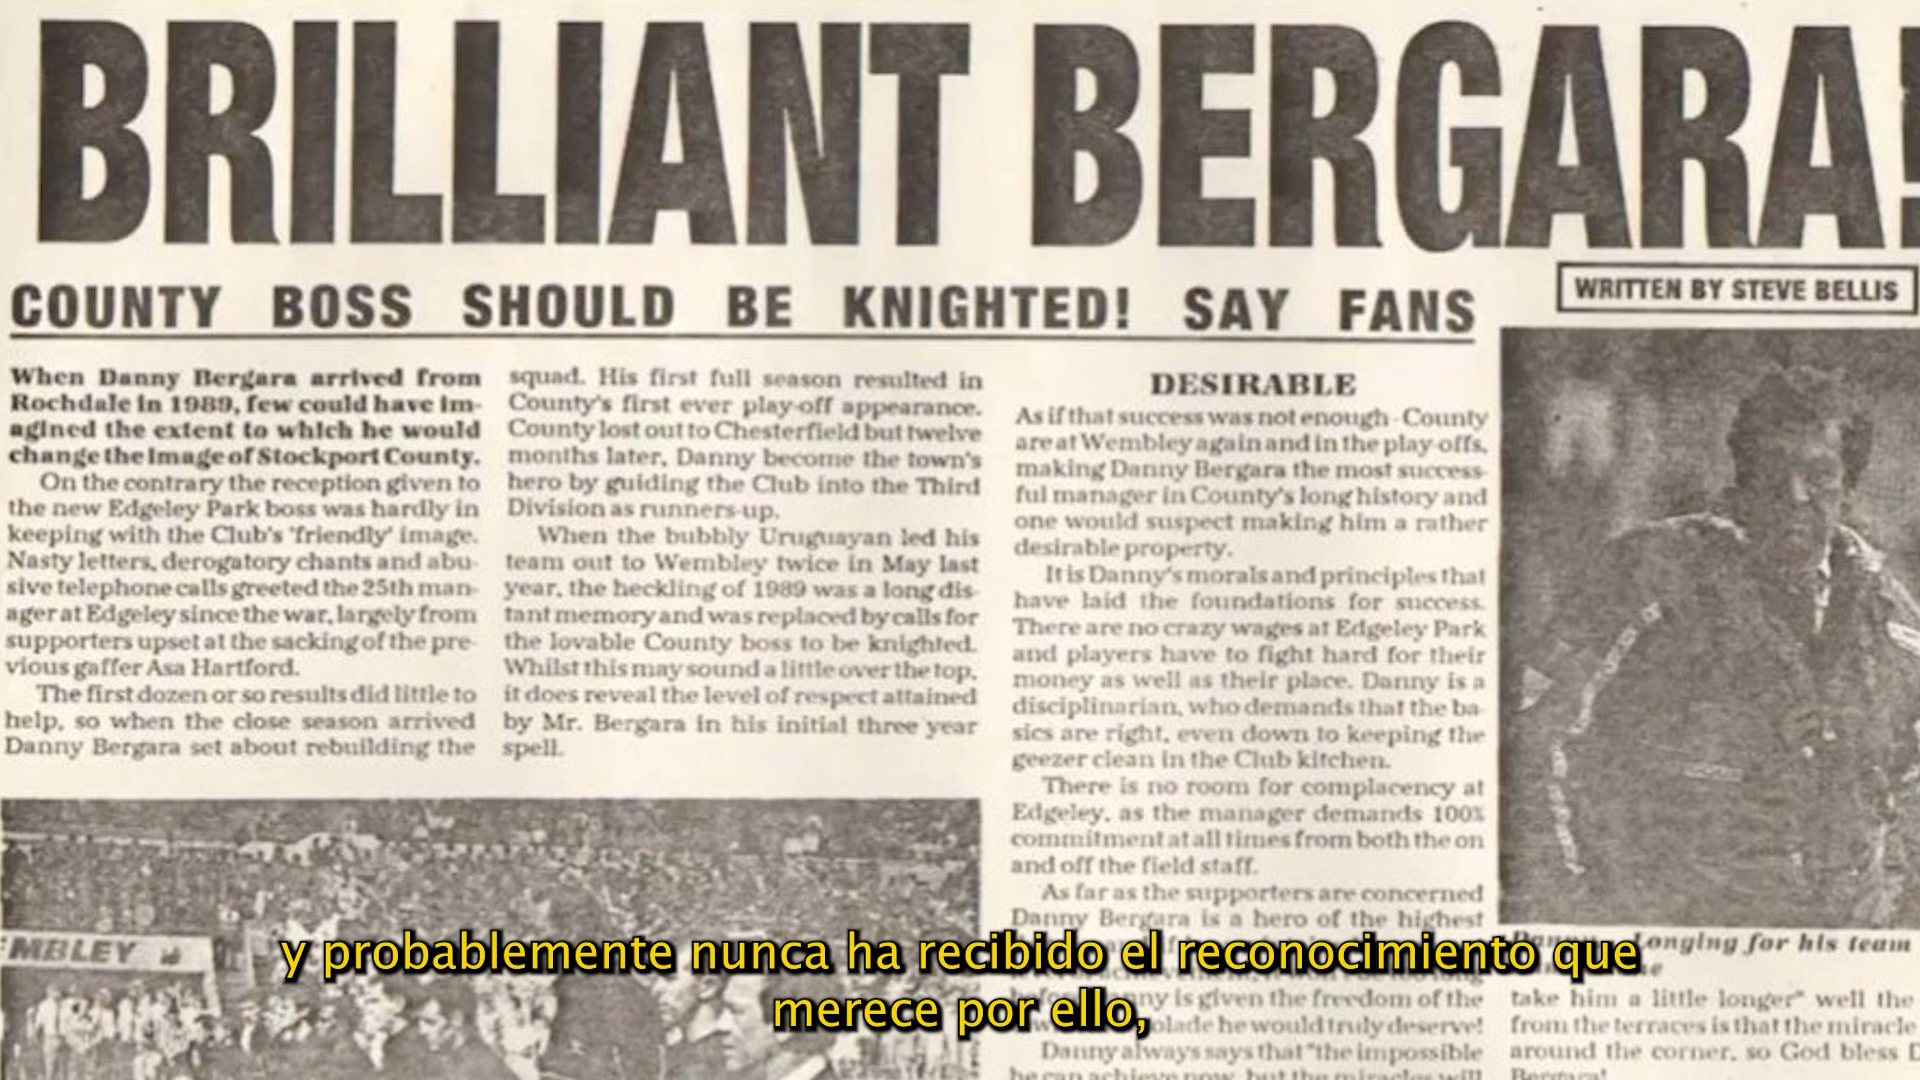 BRILLIANT BERGARA!
COUNTY BOSS SHOULD BE KNIGHTED! SAY FANS
WRITTEN BY STEVE BELLIS
When Danny Bergara arrived from
Rochdale in 1989, few could have im-
agined the extent to which he would
change the image of Stockport County.
On the contrary the reception given to
the new Edgeley Park boss was hardly in
keeping with the Club's 'friendly' image.
Nasty letters, derogatory chants and abu-
sive telephone calls greeted the 25th man-
ager at Edgeley since the war, largely from
supporters upset at the sacking of the pre-
vious gaffer Asa Hartford.
The first dozen or so results did little to
help, so when the close season arrived
Danny Bergara set about rebuilding the
squad. His first full season resulted in
County's first ever play-off appearance.
County lost out to Chesterfield but twelve
months later, Danny become the town's
hero by guiding the Club into the Third
Division as runners-up.
When the bubbly Uruguayan led his
team out to Wembley twice in May last
year, the heckling of 1989 was a long dis-
tant memory and was replaced by calls for
the lovable County boss to be knighted.
Whilst this may sound a little over the top,
it does reveal the level of respect attained
by Mr. Bergara in his initial three year
spell.
DESIRABLE
As if that success was not enough - County
are at Wembley again and in the play-offs,
making Danny Bergara the most success-
ful manager in County's long history and
one would suspect making him a rather
desirable property.
It is Danny's morals and principles that
have laid the foundations for success.
There are no crazy wages at Edgeley Park
and players have to fight hard for their
money as well as their place. Danny is a
disciplinarian, who demands that the ba-
sics are right, even down to keeping the
geezer clean in the Club kitchen.
There is no room for complacency at
Edgeley, as the manager demands 100%
commitment at all times from both the on
and off the field staff.
As far as the supporters are concerned
Danny Bergara is a hero of the highest
is given the freedom of the
he would truly deserve!
Danny always says that "the impossible
he can achieve now, but the miracles will
Longing for his team
take him a little longer" well the
from the terraces is that the miracle
around the corner, so God bless D
Bergara!
MBLEY
y probablemente nunca ha recibido el reconocimiento que
merece por ello,